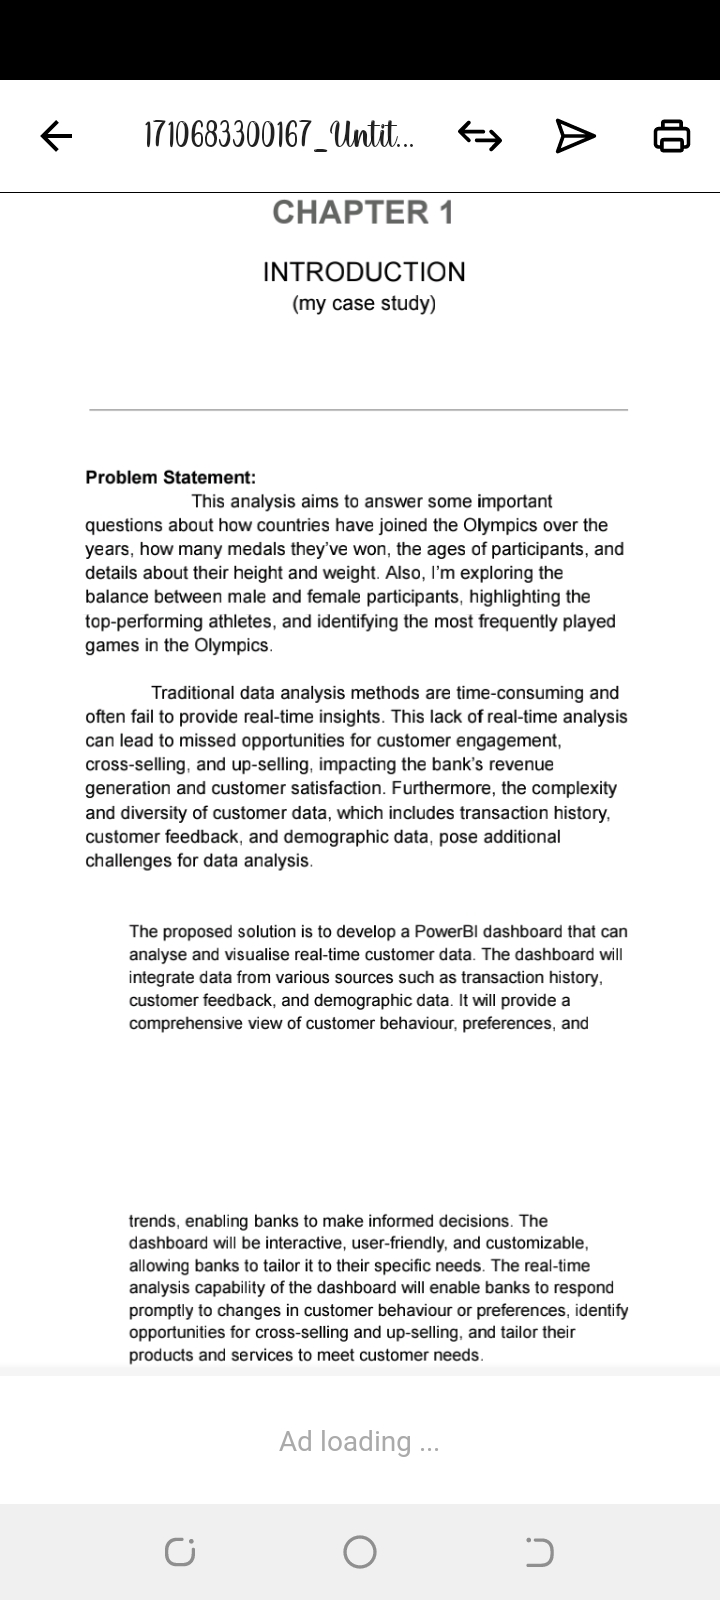 1710683300167_Untit...
CHAPTER 1
INTRODUCTION
(my case study)
Problem Statement:
This analysis aims to answer some important
questions about how countries have joined the Olympics over the
years, how many medals they've won, the ages of participants, and
details about their height and weight. Also, I'm exploring the
balance between male and female participants, highlighting the
top-performing athletes, and identifying the most frequently played
games in the Olympics.
Traditional data analysis methods are time-consuming and
often fail to provide real-time insights. This lack of real-time analysis
can lead to missed opportunities for customer engagement,
cross-selling, and up-selling, impacting the bank's revenue
generation and customer satisfaction. Furthermore, the complexity
and diversity of customer data, which includes transaction history,
customer feedback, and demographic data, pose additional
challenges for data analysis.
The proposed solution is to develop a PowerBI dashboard that can
analyse and visualise real-time customer data. The dashboard will
integrate data from various sources such as transaction history,
customer feedback, and demographic data. It will provide a
comprehensive view of customer behaviour, preferences, and
trends, enabling banks to make informed decisions. The
dashboard will be interactive, user-friendly, and customizable,
allowing banks to tailor it to their specific needs. The real-time
analysis capability of the dashboard will enable banks to respond
promptly to changes in customer behaviour or preferences, identify
opportunities for cross-selling and up-selling, and tailor their
products and services to meet customer needs.
Ad loading ...